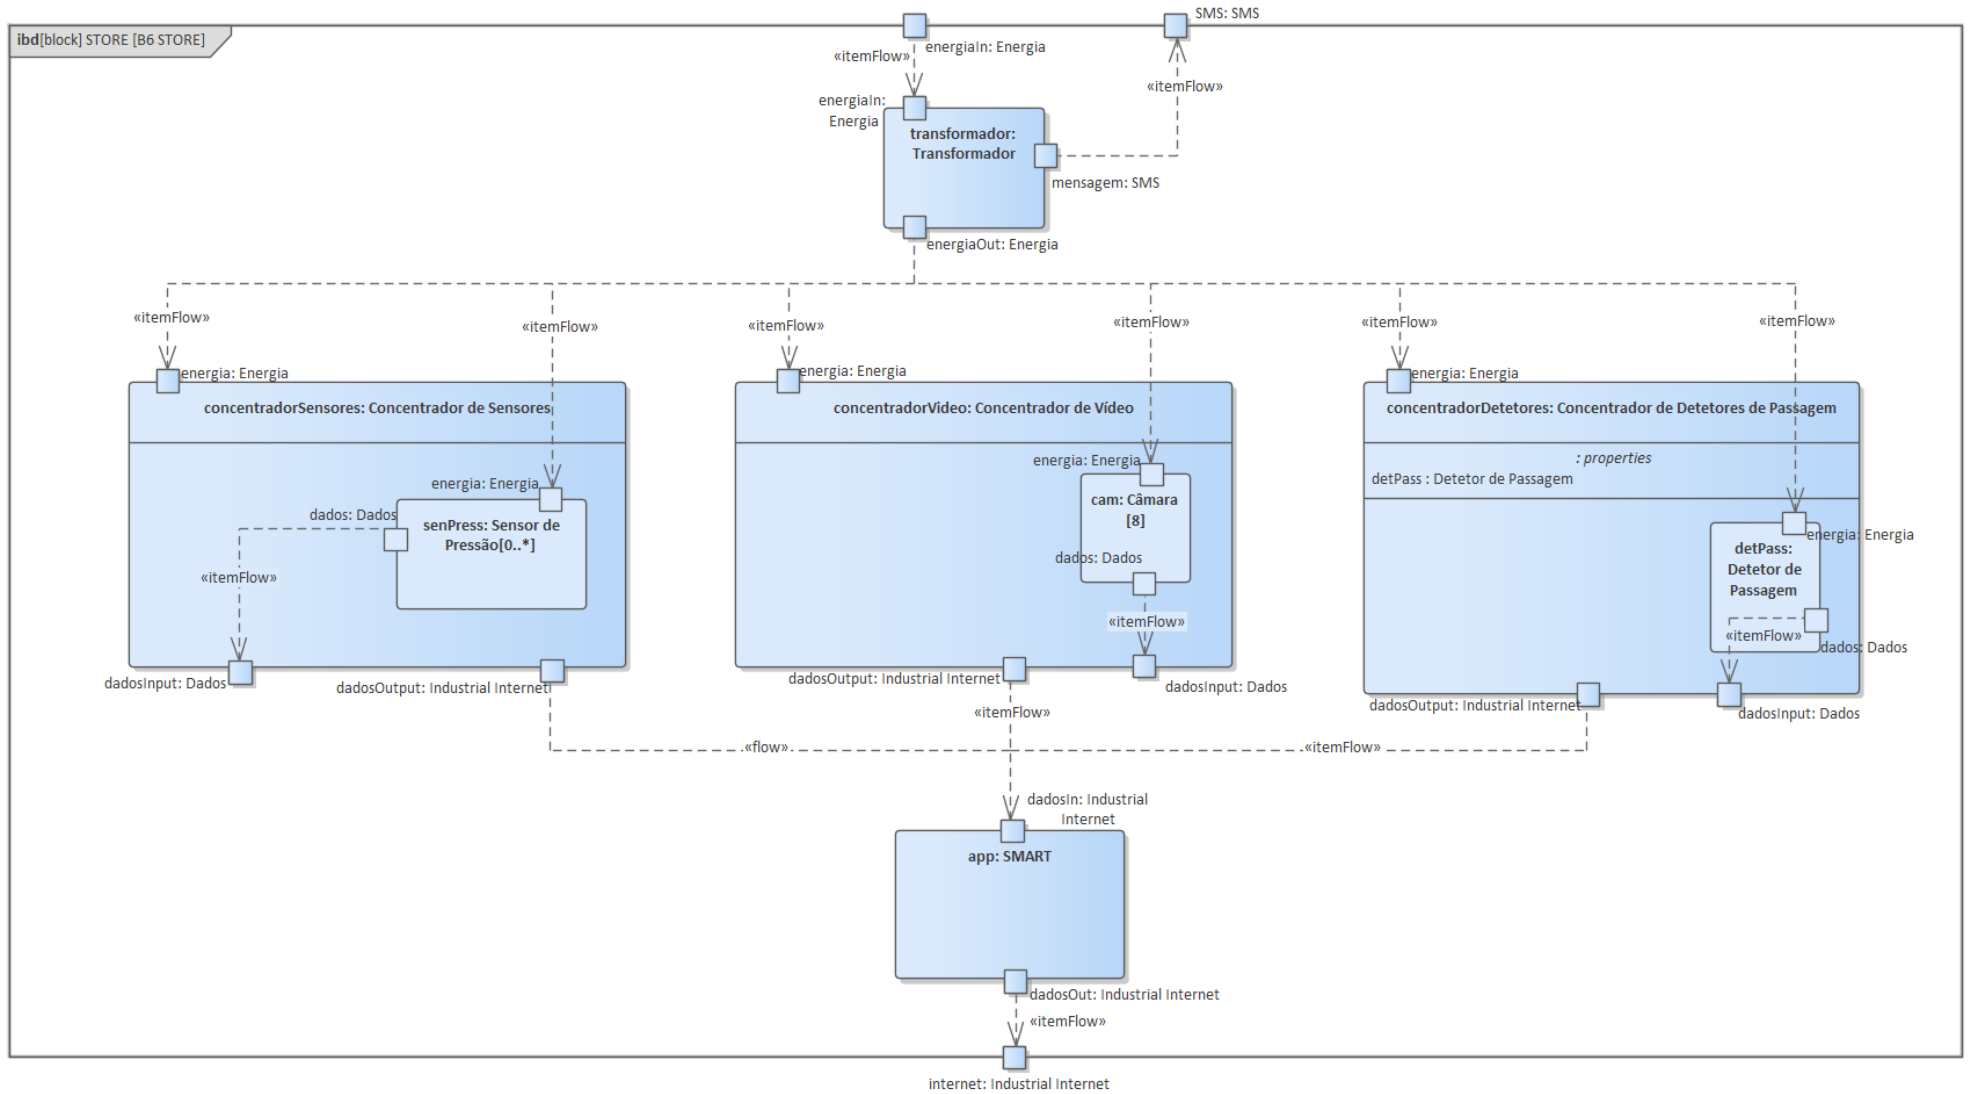 SMS: SMS
ibd[block] STORE [B6 STORE]
energiaIn: Energia
«itemFlow»
«itemFlow»
energiaIn:
Energia
transformador:
Transformador
mensagem: SMS
energiaOut: Energia
«itemFlow»
«itemFlow»
«itemFlow»
«itemFlow»
«itemFlow»
«itemFlow»
energia: Energia
energia: Energia
energia: Energia
concentradorSensores: Concentrador de Sensores
concentradorVideo: Concentrador de Vídeo
concentradorDetetores: Concentrador de Detetores de Passagem
: properties
detPass : Detetor de Passagem
energia: Energia
dados: Dados
senPress: Sensor de
Pressão[0..*]
«itemFlow»
energia: Energia
cam: Câmara
[8]
dados: Dados
«itemFlow»
energia: Energia
detPass:
Detetor de
Passagem
«itemFlow»
dados: Dados
dadosInput: Dados
dadosOutput: Industrial Internet
dadosOutput: Industrial Internet
dadosInput: Dados
dadosOutput: Industrial Internet
dadosInput: Dados
«itemFlow»
«flow»
«itemFlow»
dadosIn: Industrial
Internet
app: SMART
dadosOut: Industrial Internet
«itemFlow»
internet: Industrial Internet